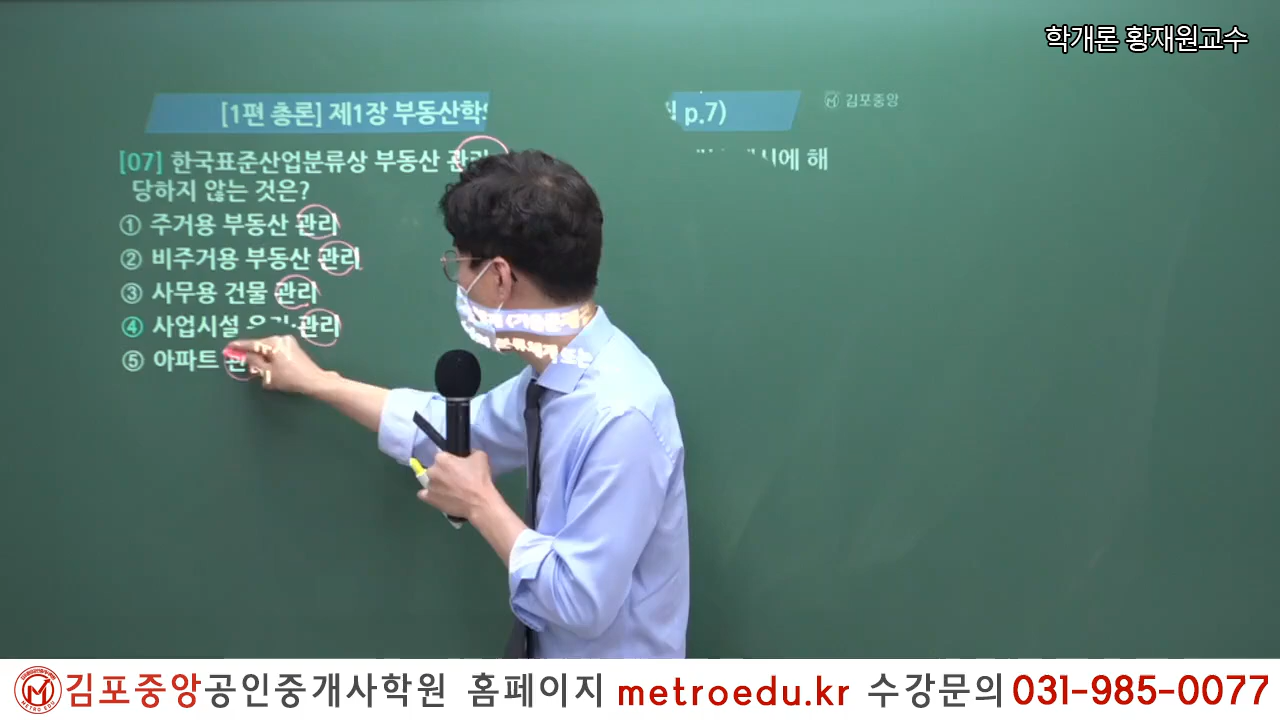 학개론 황재원교수
[1편 총론] 제1장 부동산학 p.7)
김포중앙
[07] 한국표준산업분류상 부동산 관리 에 해
당하지 않는 것은?
① 주거용 부동산 관리
② 비주거용 부동산 관리
③ 사무용 건물 관리
④ 사업시설 관리
⑤ 아파트
김포중앙공인중개사학원 홈페이지 metroedu.kr 수강문의 031-985-0077